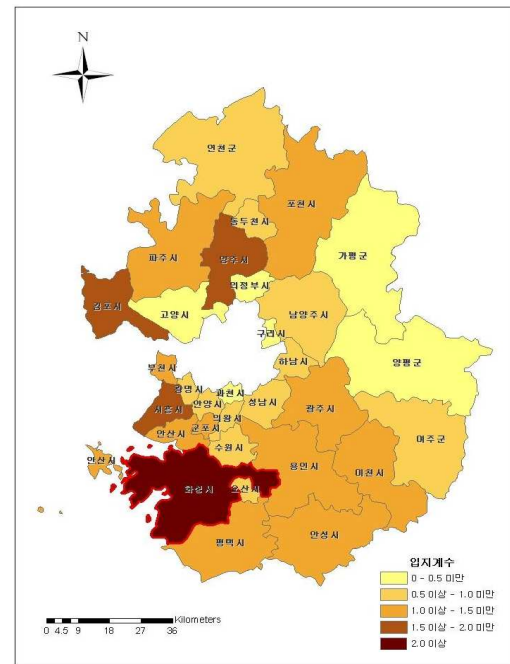 N
연천군
포천시
동두천시
가평군
파주시
양주시
의정부시
김포시
고양시
남양주시
구리시
양평군
하남시
부천시
광명시
과천시
안양시
성남시
시흥시
의왕시
광주시
여주군
안산시
군포시
수원시
안산시
용인시
이천시
화성시
오산시
평택시
안성시
입지계수
0 - 0.5 미만
0.5 이상 - 1.0 미만
1.0 이상 - 1.5 미만
1.5 이상 - 2.0 미만
2.0 이상
Kilometers
0 4.5 9 18 27 36